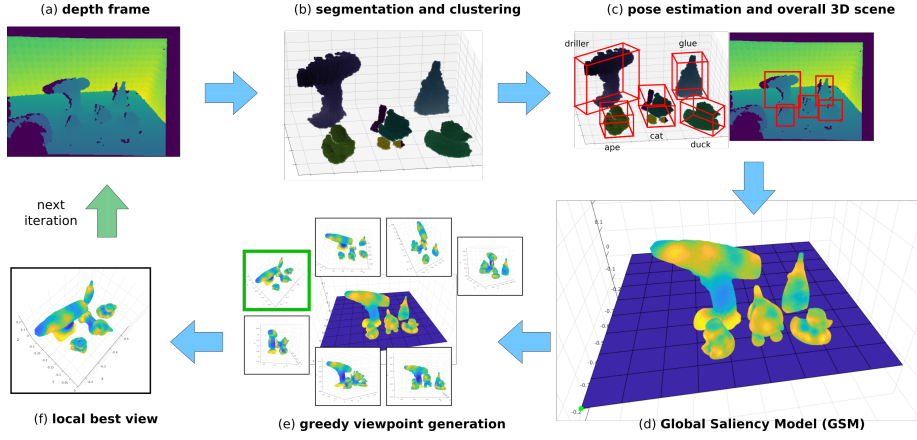 (a) depth frame
(b) segmentation and clustering
(c) pose estimation and overall 3D scene
driller
glue
ape
cat
duck
next
iteration
(f) local best view
(e) greedy viewpoint generation
(d) Global Saliency Model (GSM)